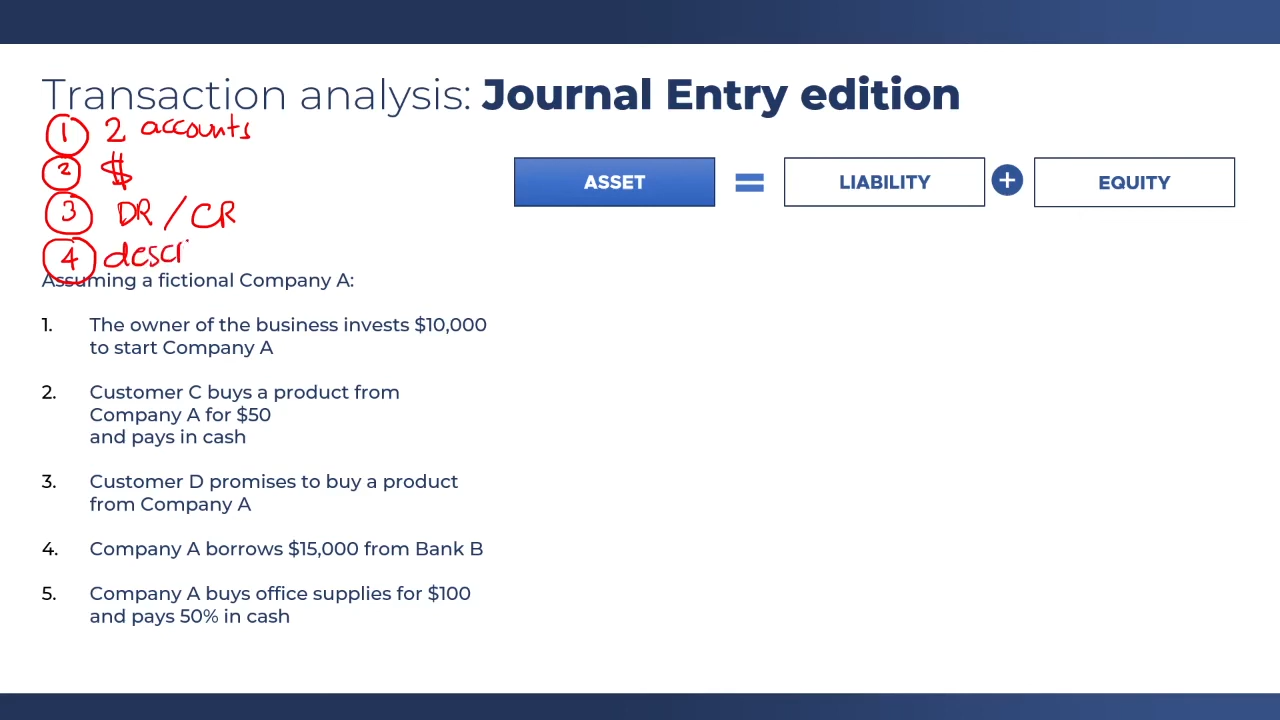 Transaction analysis: Journal Entry edition
① 2 accounts
② $
③ DR / CR
④ descr
ASSET = LIABILITY + EQUITY
Assuming a fictional Company A:
1. The owner of the business invests $10,000
to start Company A
2. Customer C buys a product from
Company A for $50
and pays in cash
3. Customer D promises to buy a product
from Company A
4. Company A borrows $15,000 from Bank B
5. Company A buys office supplies for $100
and pays 50% in cash